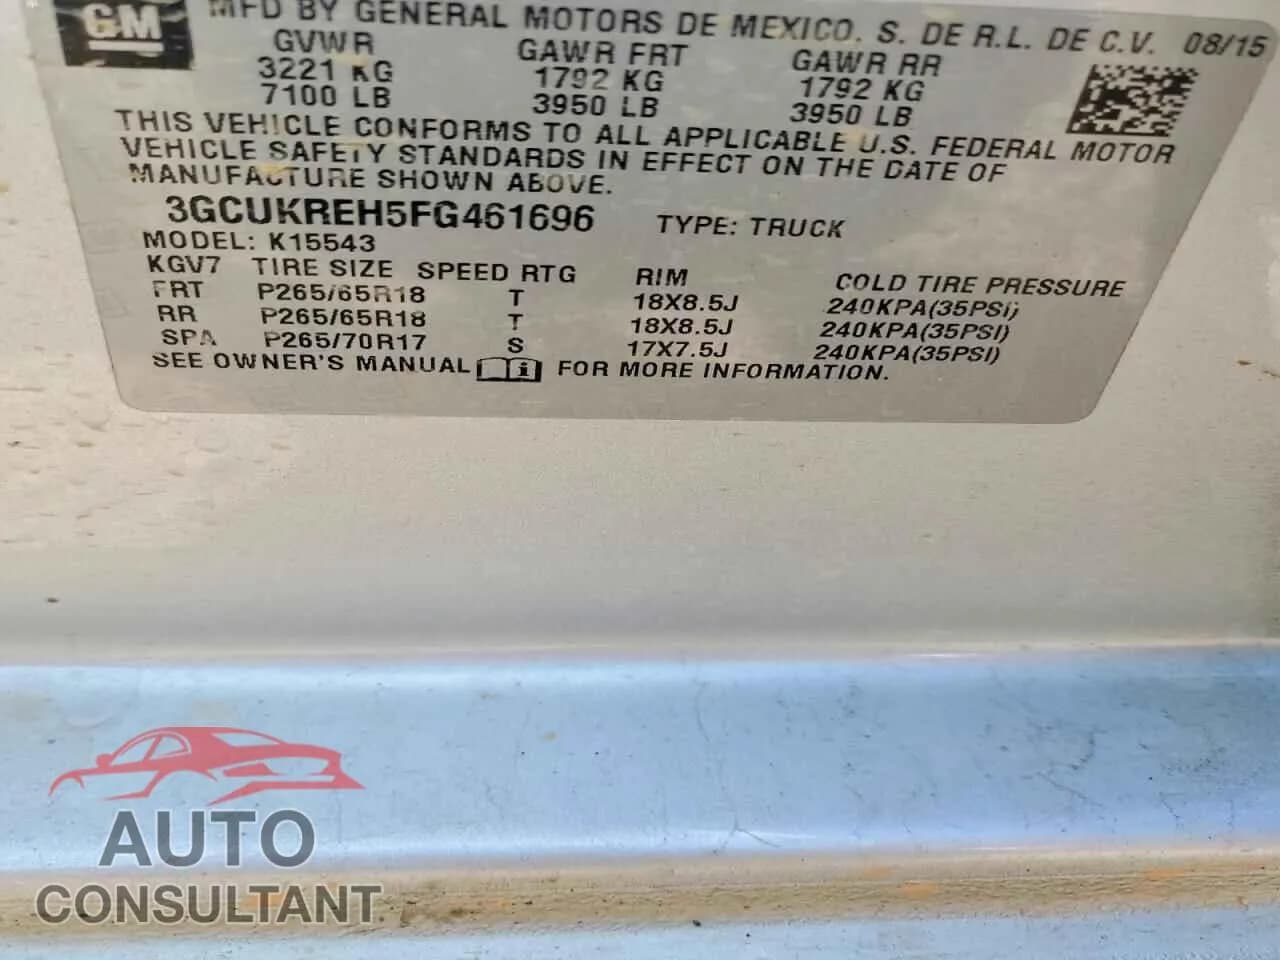 GM
MFD BY GENERAL MOTORS DE MEXICO, S. DE R.L. DE C.V. 08/15
GVWR GAWR FRT GAWR RR
3221 KG 1792 KG 1792 KG
7100 LB 3950 LB 3950 LB
THIS VEHICLE CONFORMS TO ALL APPLICABLE U.S. FEDERAL MOTOR
VEHICLE SAFETY STANDARDS IN EFFECT ON THE DATE OF
MANUFACTURE SHOWN ABOVE.
3GCUKREH5FG461696 TYPE: TRUCK
MODEL: K15543
KGV7 TIRE SIZE SPEED RTG RIM COLD TIRE PRESSURE
FRT P265/65R18 T 18X8.5J 240KPA(35PSI)
RR P265/65R18 T 18X8.5J 240KPA(35PSI)
SPA P265/70R17 S 17X7.5J 240KPA(35PSI)
SEE OWNER'S MANUAL FOR MORE INFORMATION.
AUTO
CONSULTANT